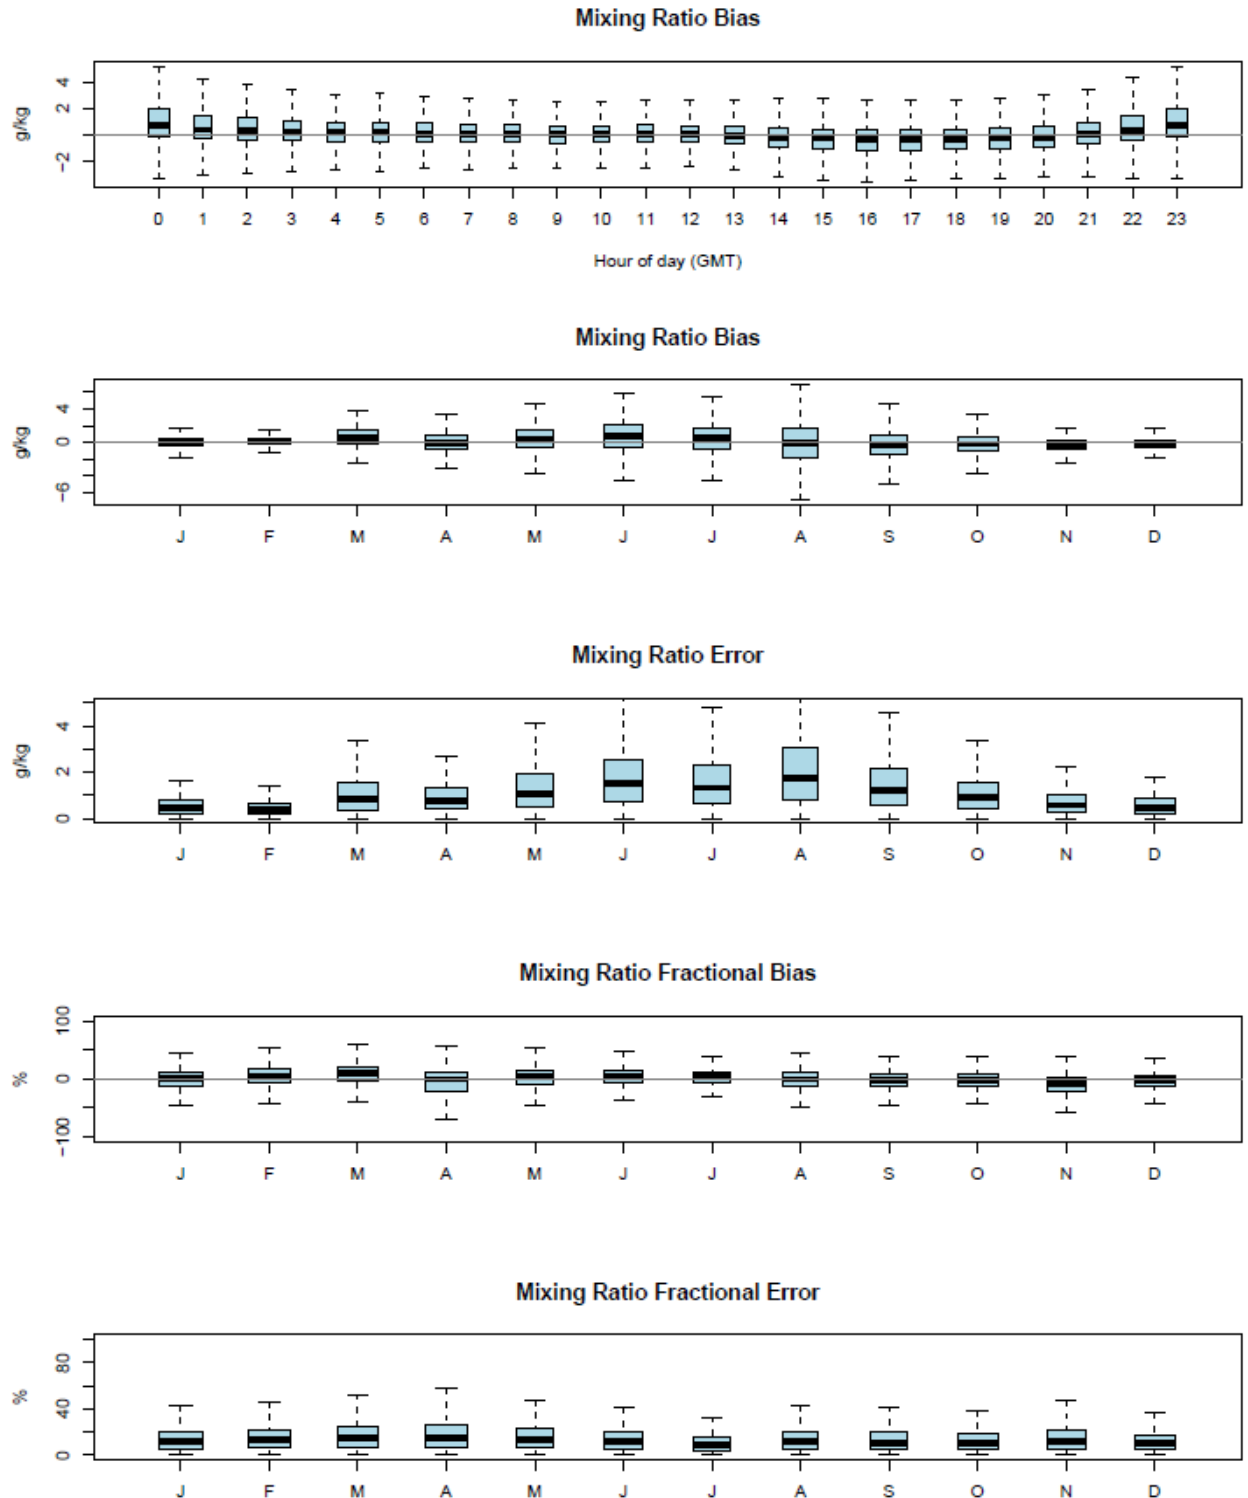 Mixing Ratio Bias
g/kg
4
2
−2
0 1 2 3 4 5 6 7 8 9 10 11 12 13 14 15 16 17 18 19 20 21 22 23
Hour of day (GMT)
Mixing Ratio Bias
g/kg
4
0
−6
J F M A M J J A S O N D
Mixing Ratio Error
g/kg
4
2
0
J F M A M J J A S O N D
Mixing Ratio Fractional Bias
%
100
0
−100
J F M A M J J A S O N D
Mixing Ratio Fractional Error
%
80
40
0
J F M A M J J A S O N D